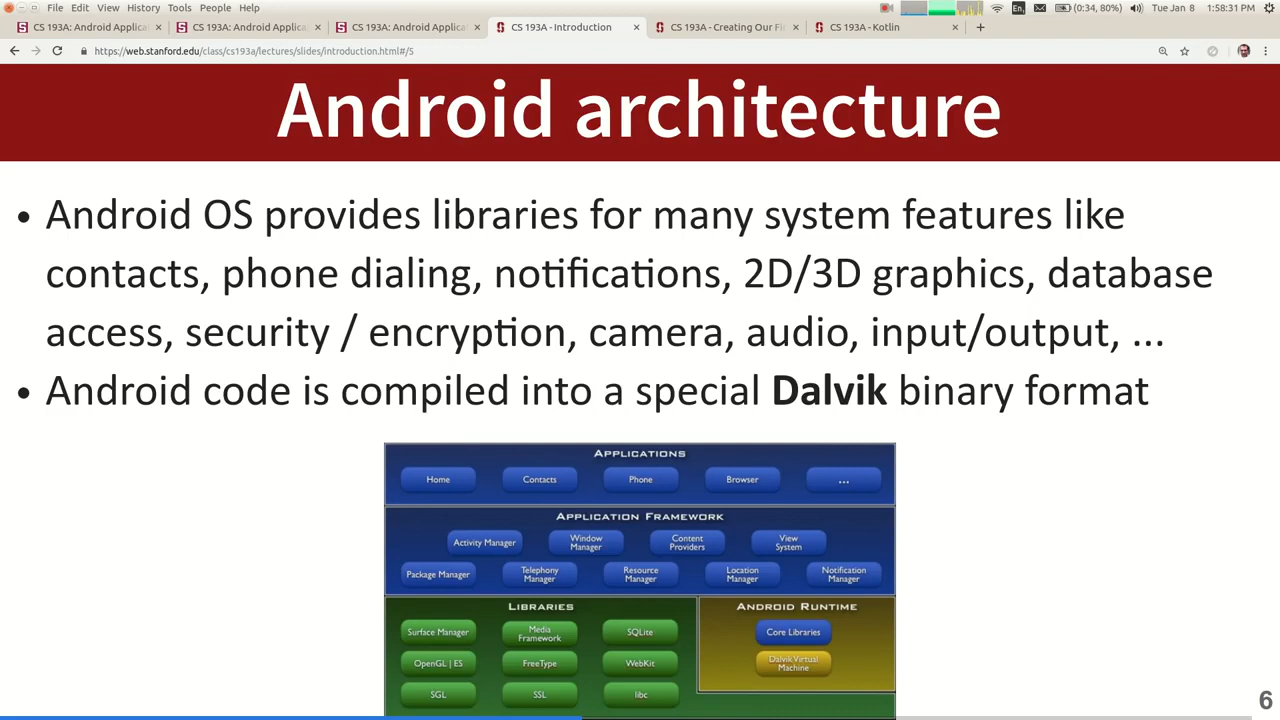 File Edit View History Bookmarks Tools People Help
En
(0:34, 80%)
Tue Jan 8 1:58:31 PM
CS 193A: Android Applic
CS 193A: Android Applica
CS 193A: Android Applicat
CS 193A - Introduction
CS 193A - Creating Our Fi
CS 193A - Kotlin
https://web.stanford.edu/class/cs193a/lectures/slides/introduction.html#/5
Android architecture
• Android OS provides libraries for many system features like
contacts, phone dialing, notifications, 2D/3D graphics, database
access, security / encryption, camera, audio, input/output, ...
• Android code is compiled into a special Dalvik binary format
APPLICATIONS
Home Contacts Phone Browser ...
APPLICATION FRAMEWORK
Activity Manager Window Manager Content Providers View System
Package Manager Telephony Manager Resource Manager Location Manager Notification Manager
LIBRARIES
Surface Manager Media Framework SQLite
OpenGL | ES FreeType WebKit
SGL SSL libc
ANDROID RUNTIME
Core Libraries
Dalvik Virtual Machine
6